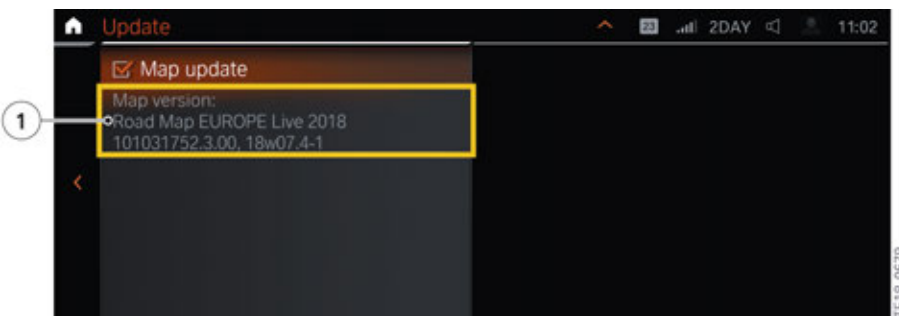 Update
23 2DAY 11:02
Map update
Map version:
1
Road Map EUROPE Live 2018
101031752.3.00, 18w07.4-1